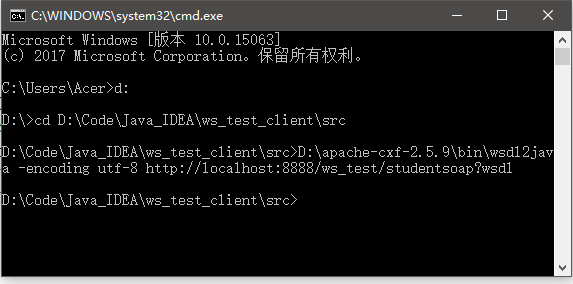 C:\WINDOWS\system32\cmd.exe
Microsoft Windows [版本 10.0.15063]
(c) 2017 Microsoft Corporation。保留所有权利。
C:\Users\Acer>d:
D:\>cd D:\Code\Java_IDEA\ws_test_client\src
D:\Code\Java_IDEA\ws_test_client\src>D:\apache-cxf-2.5.9\bin\wsdl2jav
a -encoding utf-8 http://localhost:8888/ws_test/studentsoap?wsdl
D:\Code\Java_IDEA\ws_test_client\src>